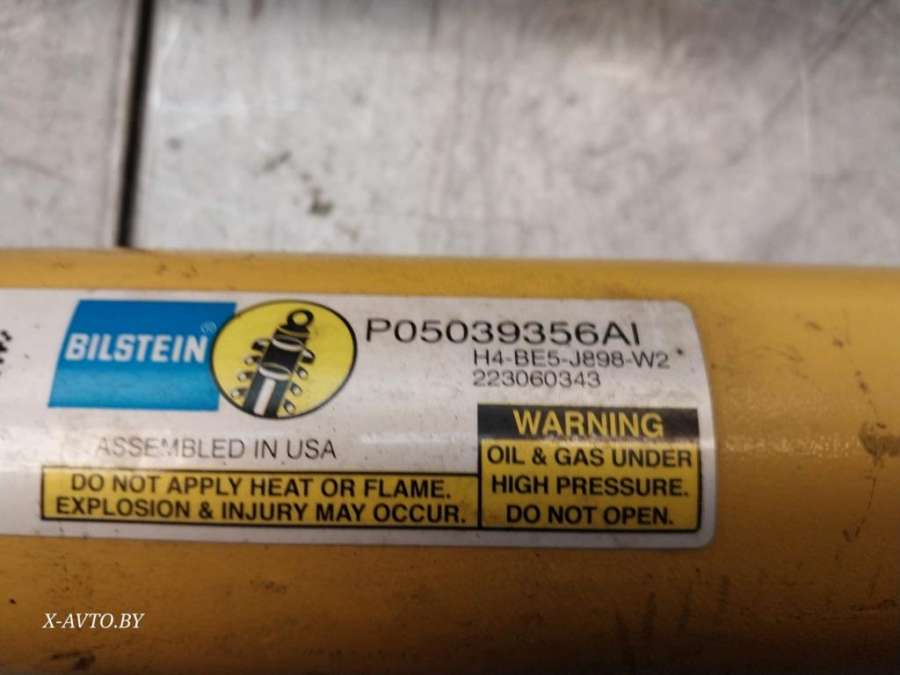 BILSTEIN®
P05039356AI
H4-BE5-J898-W2
223060343
ASSEMBLED IN USA
DO NOT APPLY HEAT OR FLAME.
EXPLOSION & INJURY MAY OCCUR.
WARNING
OIL & GAS UNDER
HIGH PRESSURE.
DO NOT OPEN.
X-AVTO.BY